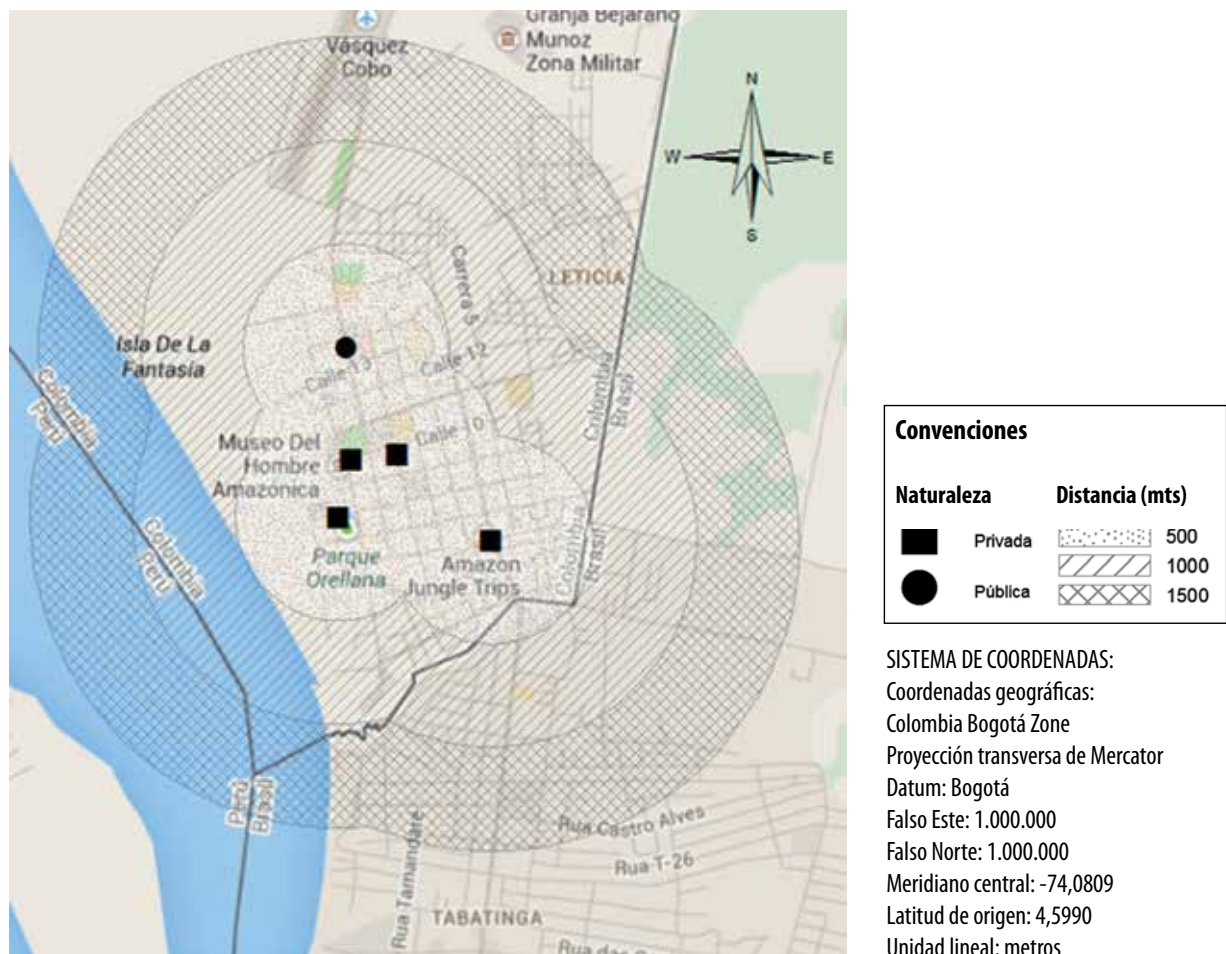 Granja Bejarano
Munoz
Zona Militar
Vásquez
Cobo
N
W
E
S
Carrera 5
LETICIA
Isla De La
Fantasía
Calle 13
Calle 12
Colombia
Brasil
Colombia
Perú
Museo Del
Hombre
Amazonica
Calle 10
Colombia
Perú
Parque
Orellana
Amazon
Jungle Trips
Colombia
Brasil
Perú
Brasil
Rua Tamandaré
Rua Castro Alves
Rua T-26
TABATINGA
Convenciones
Naturaleza
Distancia (mts)
Privada
500
1000
Pública
1500
SISTEMA DE COORDENADAS:
Coordenadas geográficas:
Colombia Bogotá Zone
Proyección transversa de Mercator
Datum: Bogotá
Falso Este: 1.000.000
Falso Norte: 1.000.000
Meridiano central: -74,0809
Latitud de origen: 4,5990
Unidad lineal: metros